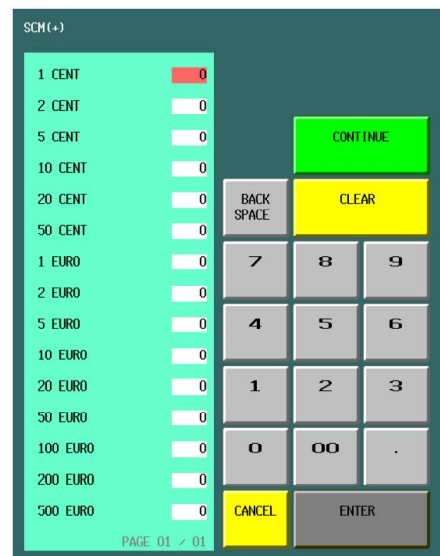 SCM(+)
1 CENT 0
2 CENT 0
5 CENT 0
10 CENT 0
20 CENT 0
50 CENT 0
1 EURO 0
2 EURO 0
5 EURO 0
10 EURO 0
20 EURO 0
50 EURO 0
100 EURO 0
200 EURO 0
500 EURO 0
PAGE 01 / 01
CONTINUE
BACK
SPACE
CLEAR
7 8 9
4 5 6
1 2 3
0 00 .
CANCEL ENTER